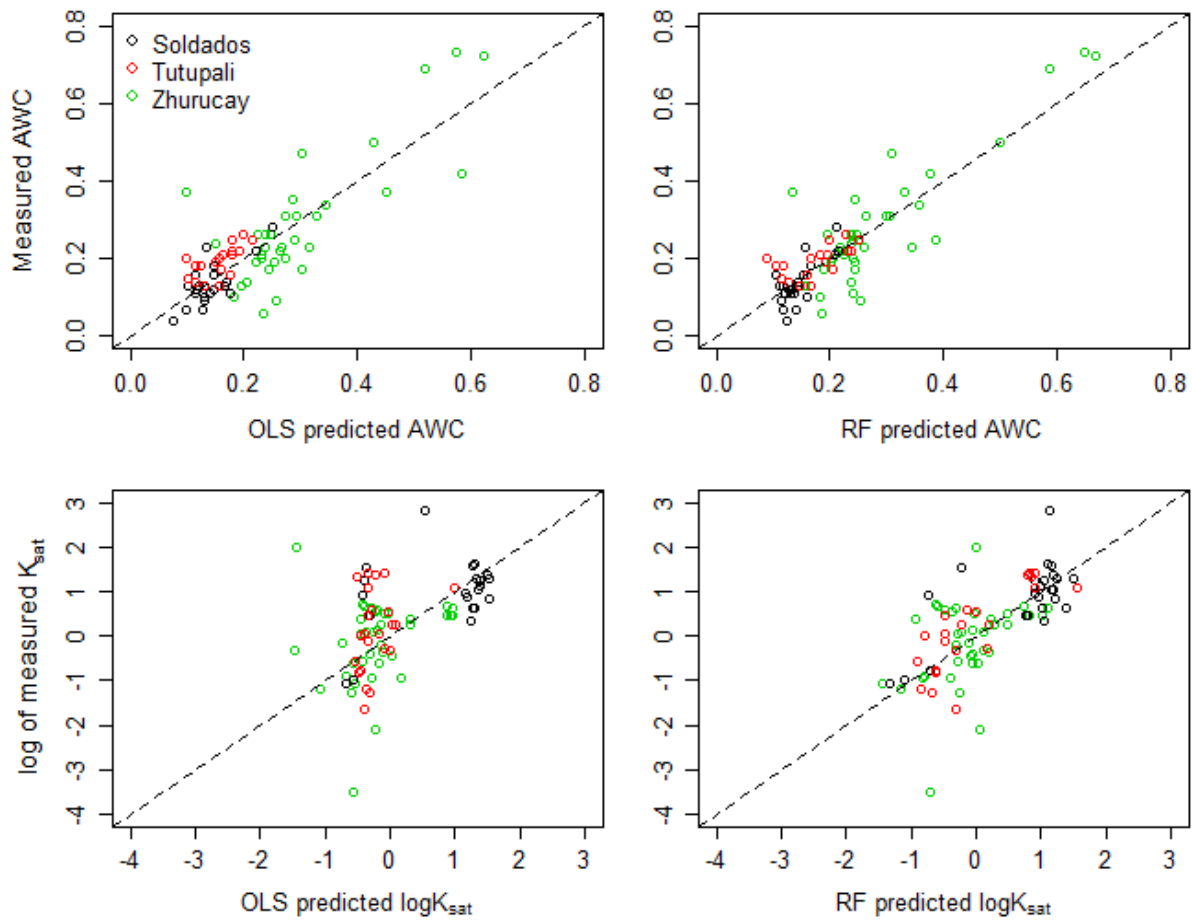 Soldados
Tutupali
Zhurucay
Measured AWC
0.0 0.2 0.4 0.6 0.8
0.0 0.2 0.4 0.6 0.8
OLS predicted AWC
0.0 0.2 0.4 0.6 0.8
0.0 0.2 0.4 0.6 0.8
RF predicted AWC
log of measured Ksat
-4 -3 -2 -1 0 1 2 3
-4 -3 -2 -1 0 1 2 3
OLS predicted logKsat
-4 -3 -2 -1 0 1 2 3
-4 -3 -2 -1 0 1 2 3
RF predicted logKsat